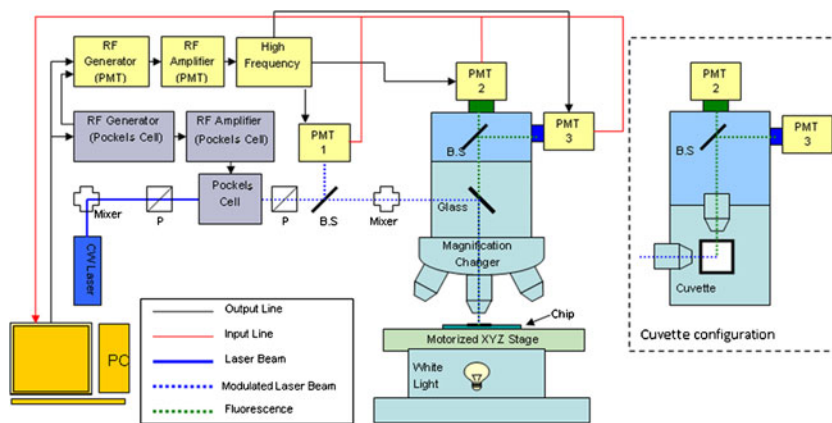 RF
Generator
(PMT)
RF
Amplifier
(PMT)
High
Frequency
PMT
2
RF Generator
(Pockels Cell)
RF Amplifier
(Pockels Cell)
PMT
1
B.S
PMT
3
Pockels
Cell
Mixer
P
P
B.S
Mixer
Glass
Magnification
Changer
CW Laser
Chip
Motorized XYZ Stage
White
Light
PC
Output Line
Input Line
Laser Beam
Modulated Laser Beam
Fluorescence
PMT
2
B.S
PMT
3
Cuvette
Cuvette configuration